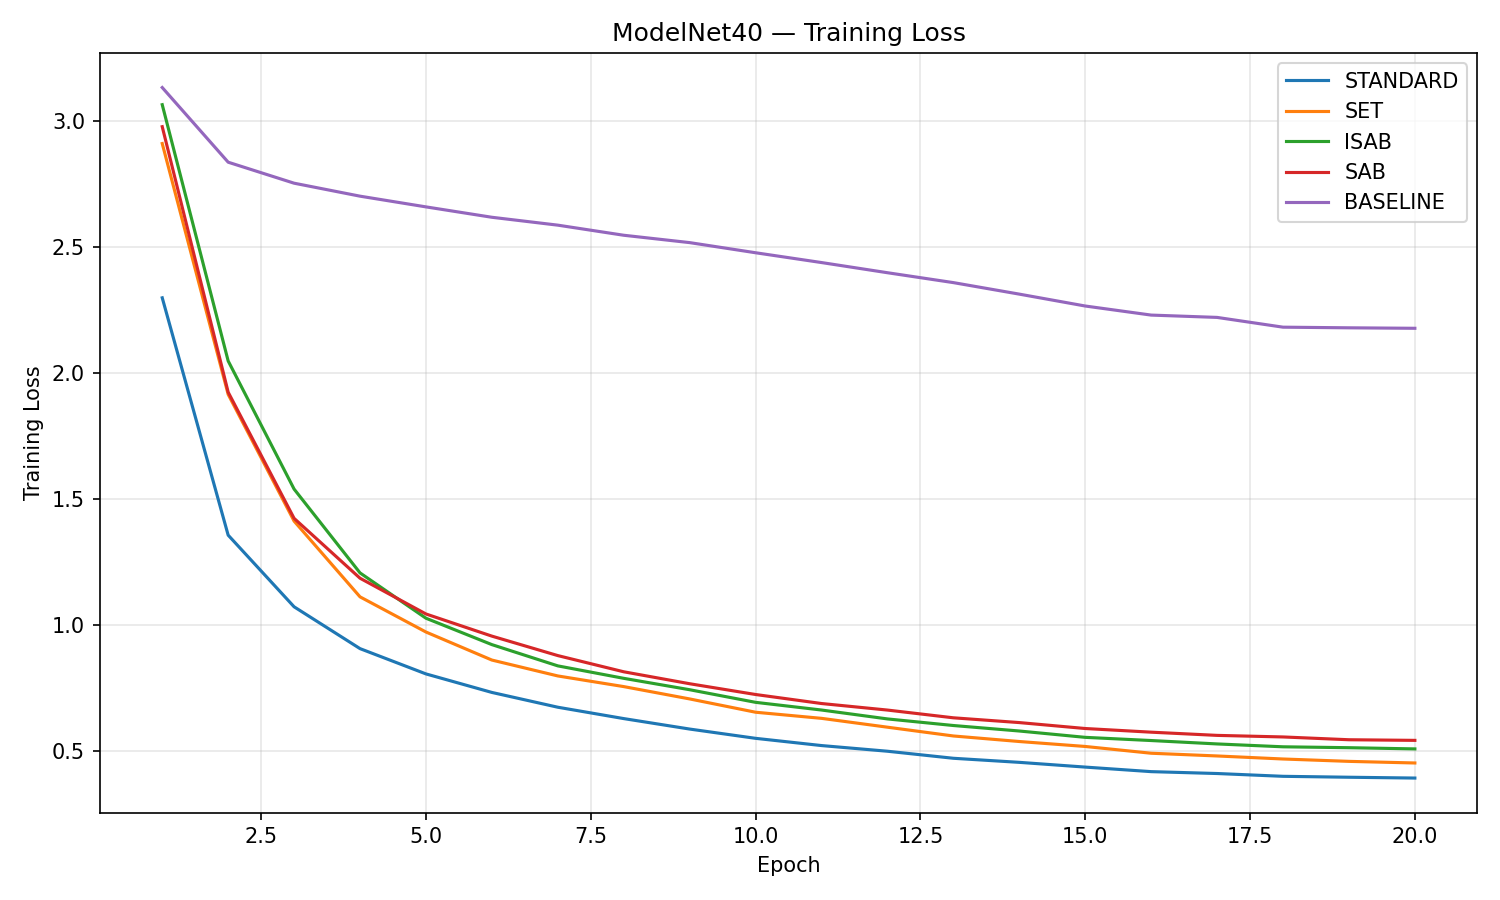 ModelNet40 — Training Loss
STANDARD
SET
ISAB
SAB
BASELINE
3.0
2.5
2.0
1.5
1.0
0.5
Training Loss
2.5
5.0
7.5
10.0
12.5
15.0
17.5
20.0
Epoch